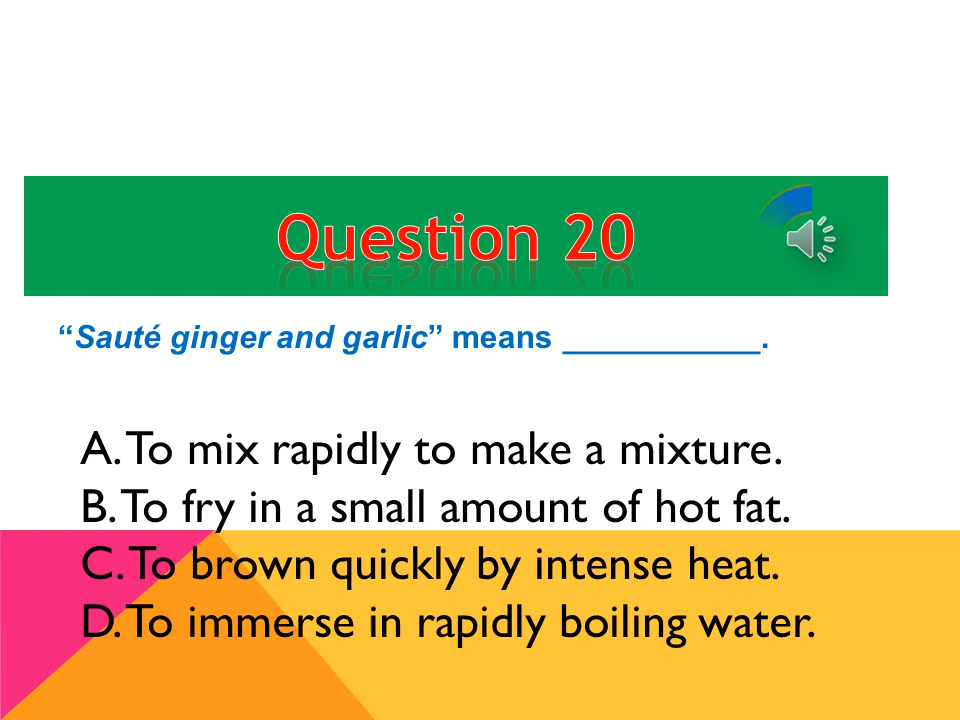 Question 20
“Sauté ginger and garlic” means ___________.
A. To mix rapidly to make a mixture.
B. To fry in a small amount of hot fat.
C. To brown quickly by intense heat.
D. To immerse in rapidly boiling water.